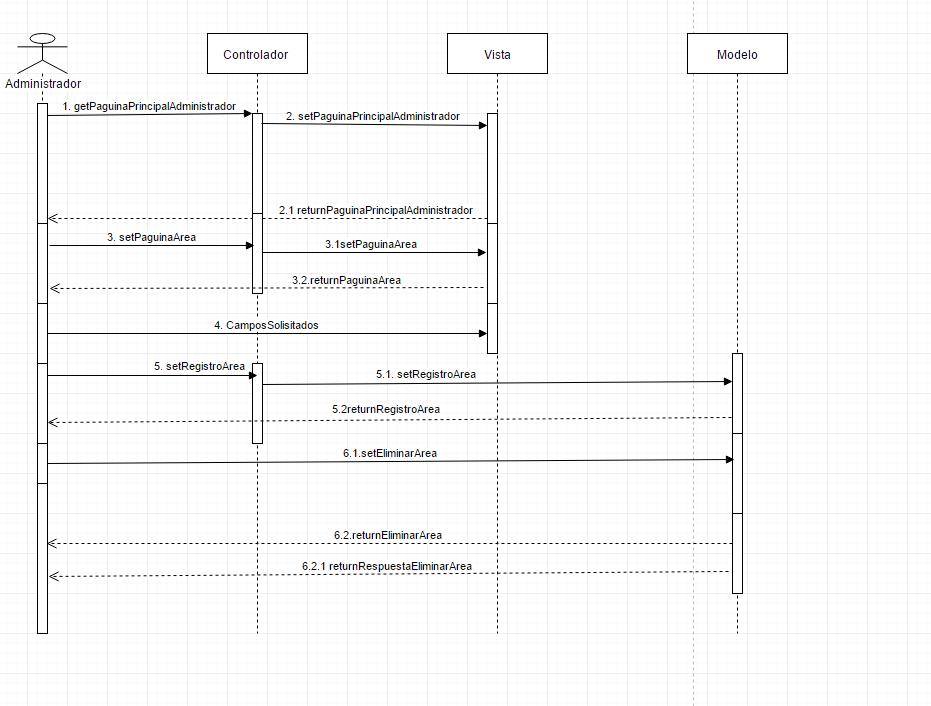 Controlador
Vista
Modelo
Administrador
1. getPaguinaPrincipalAdministrador
2. setPaguinaPrincipalAdministrador
2.1 returnPaguinaPrincipalAdministrador
3. setPaguinaArea
3.1setPaguinaArea
3.2.returnPaguinaArea
4. CamposSolisitados
5. setRegistroArea
5.1. setRegistroArea
5.2returnRegistroArea
6.1.setEliminarArea
6.2.returnEliminarArea
6.2.1 returnRespuestaEliminarArea